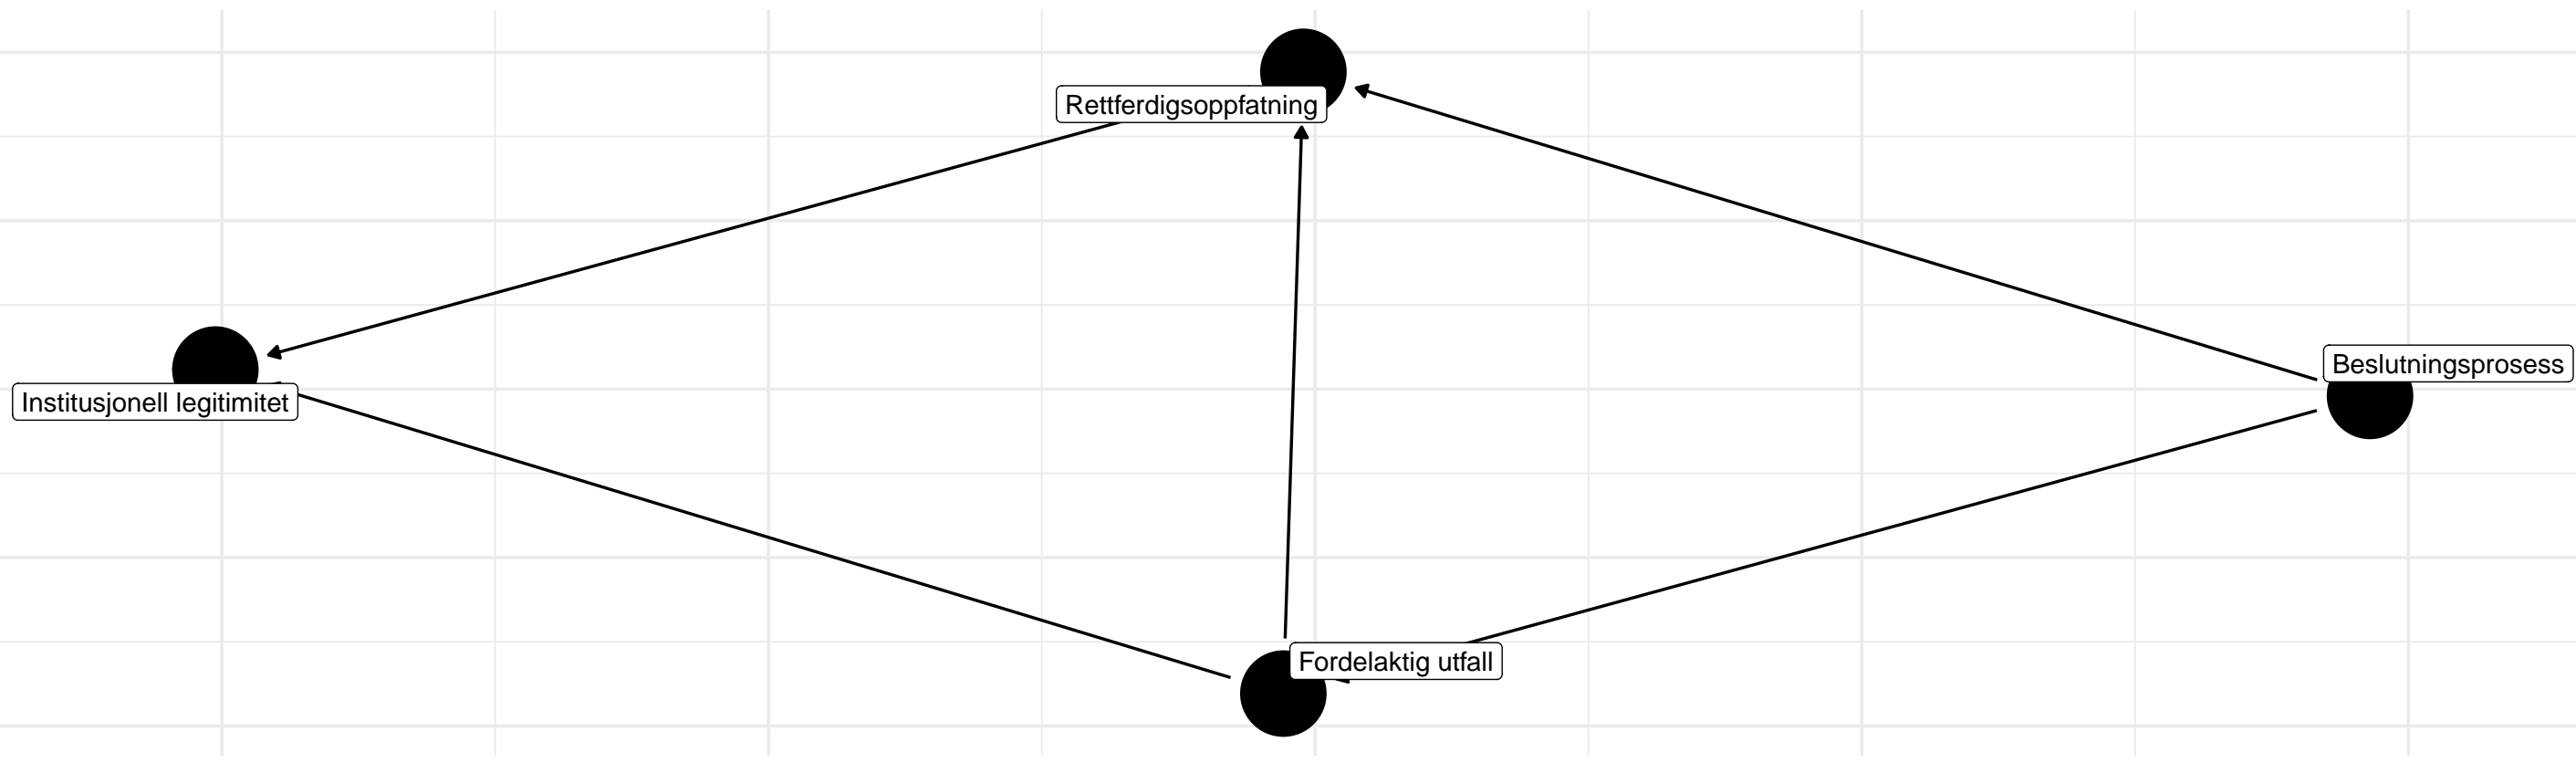 Rettferdigsoppfatning
Beslutningsprosess
Institusjonell legitimitet
Fordelaktig utfall